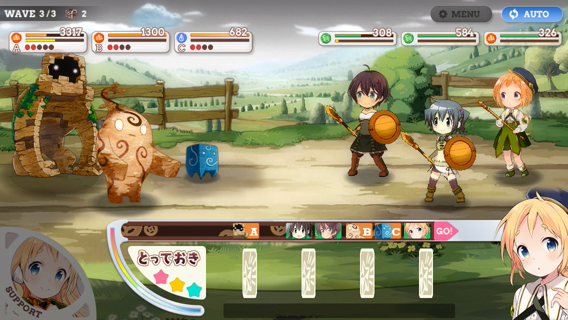 WAVE 3/3 2 MENU AUTO
3317 1300 682 308 584 326
A B C
A B C GO!
とっておき
SUPPORT